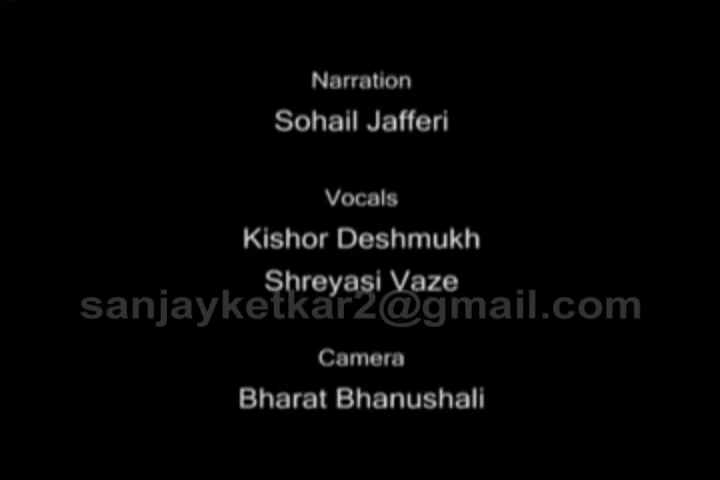 Narration
Sohail Jafferi
Vocals
Kishor Deshmukh
Shreyasi Vaze
sanjayketkar2@gmail.com
Camera
Bharat Bhanushali